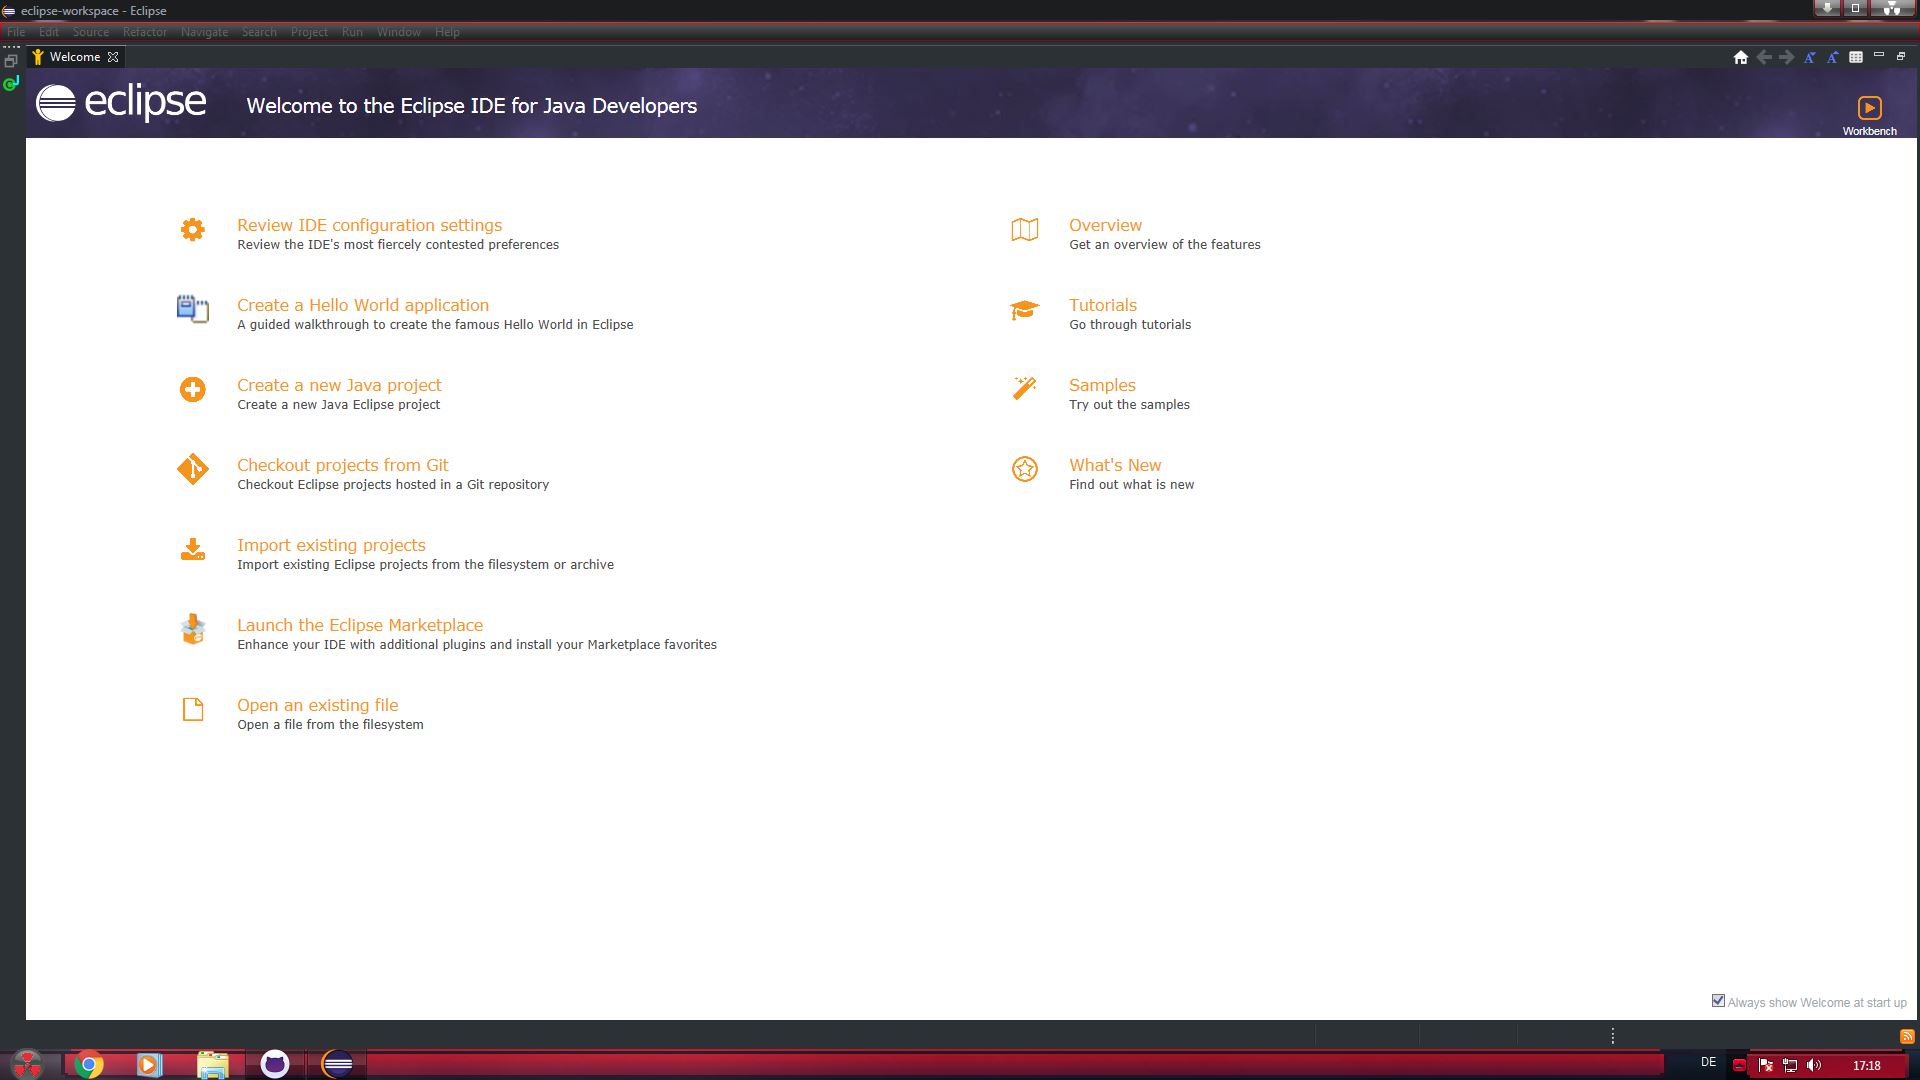 eclipse-workspace - Eclipse
File Edit Source Refactor Navigate Search Project Run Window Help
Welcome
eclipse
Welcome to the Eclipse IDE for Java Developers
Workbench
Review IDE configuration settings
Review the IDE's most fiercely contested preferences
Create a Hello World application
A guided walkthrough to create the famous Hello World in Eclipse
Create a new Java project
Create a new Java Eclipse project
Checkout projects from Git
Checkout Eclipse projects hosted in a Git repository
Import existing projects
Import existing Eclipse projects from the filesystem or archive
Launch the Eclipse Marketplace
Enhance your IDE with additional plugins and install your Marketplace favorites
Open an existing file
Open a file from the filesystem
Overview
Get an overview of the features
Tutorials
Go through tutorials
Samples
Try out the samples
What's New
Find out what is new
Always show Welcome at start up
DE
17:18